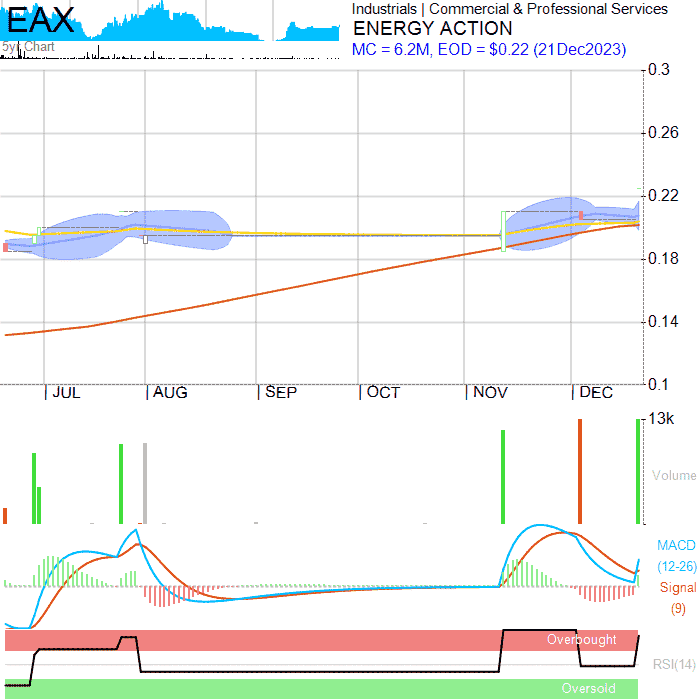 EAX
5yr Chart
Industrials | Commercial & Professional Services
ENERGY ACTION
MC = 6.2M, EOD = $0.22 (21Dec2023)
0.3
0.26
0.22
0.18
0.14
0.1
JUL AUG SEP OCT NOV DEC
13k
Volume
MACD
(12-26)
Signal
(9)
Overbought
RSI(14)
Oversold